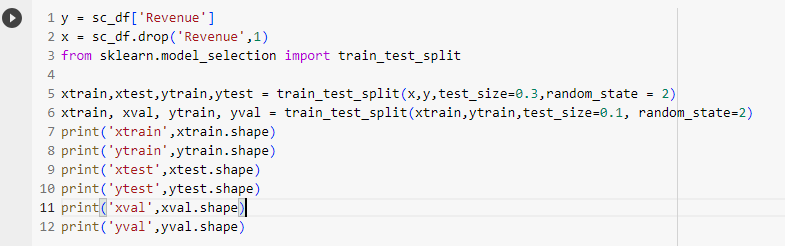 1 y = sc_df['Revenue']
2 x = sc_df.drop('Revenue',1)
3 from sklearn.model_selection import train_test_split
4
5 xtrain,xtest,ytrain,ytest = train_test_split(x,y,test_size=0.3,random_state = 2)
6 xtrain, xval, ytrain, yval = train_test_split(xtrain,ytrain,test_size=0.1, random_state=2)
7 print('xtrain',xtrain.shape)
8 print('ytrain',ytrain.shape)
9 print('xtest',xtest.shape)
10 print('ytest',ytest.shape)
11 print('xval',xval.shape)
12 print('yval',yval.shape)